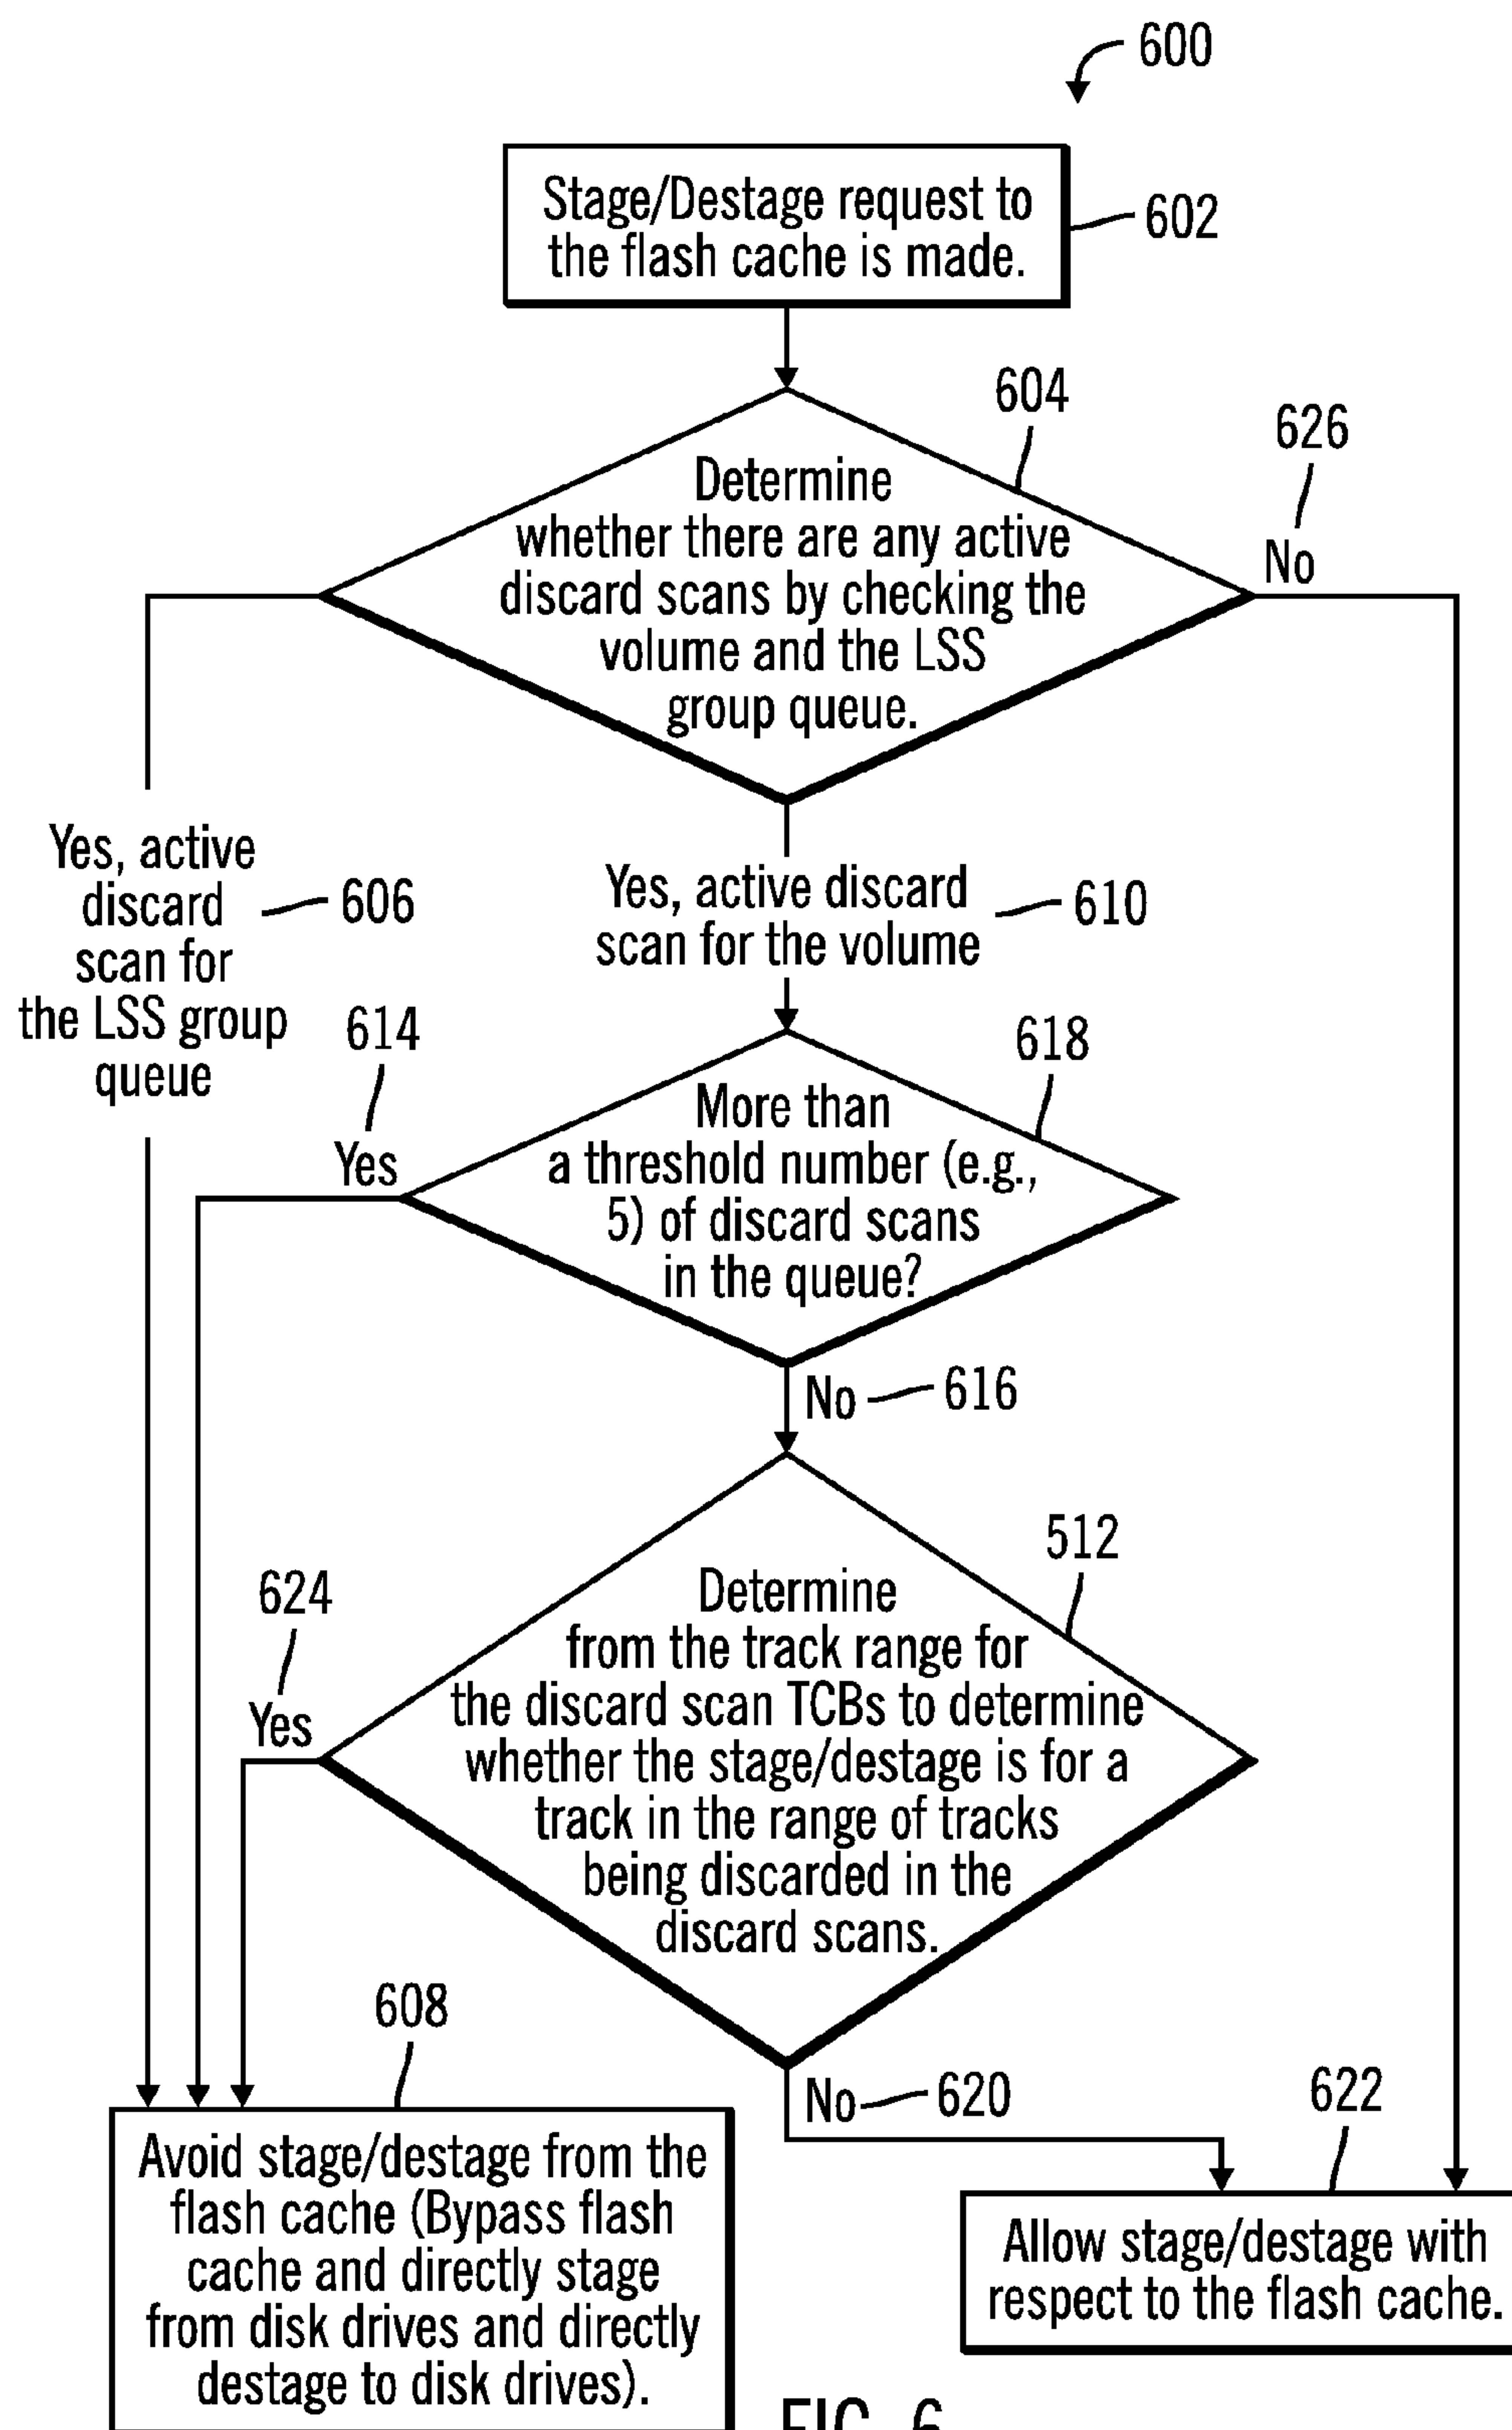 600
Stage/Destage request to
the flash cache is made.
602
604
626
Determine
whether there are any active
discard scans by checking the
volume and the LSS
group queue.
No
Yes, active
discard
scan for
the LSS group
queue
606
Yes, active discard
scan for the volume
610
614
Yes
618
More than
a threshold number (e.g.,
5) of discard scans
in the queue?
No
616
512
Determine
from the track range for
the discard scan TCBs to determine
whether the stage/destage is for a
track in the range of tracks
being discarded in the
discard scans.
624
Yes
608
No
620
622
Avoid stage/destage from the
flash cache (Bypass flash
cache and directly stage
from disk drives and directly
destage to disk drives).
Allow stage/destage with
respect to the flash cache.
FIG. 6